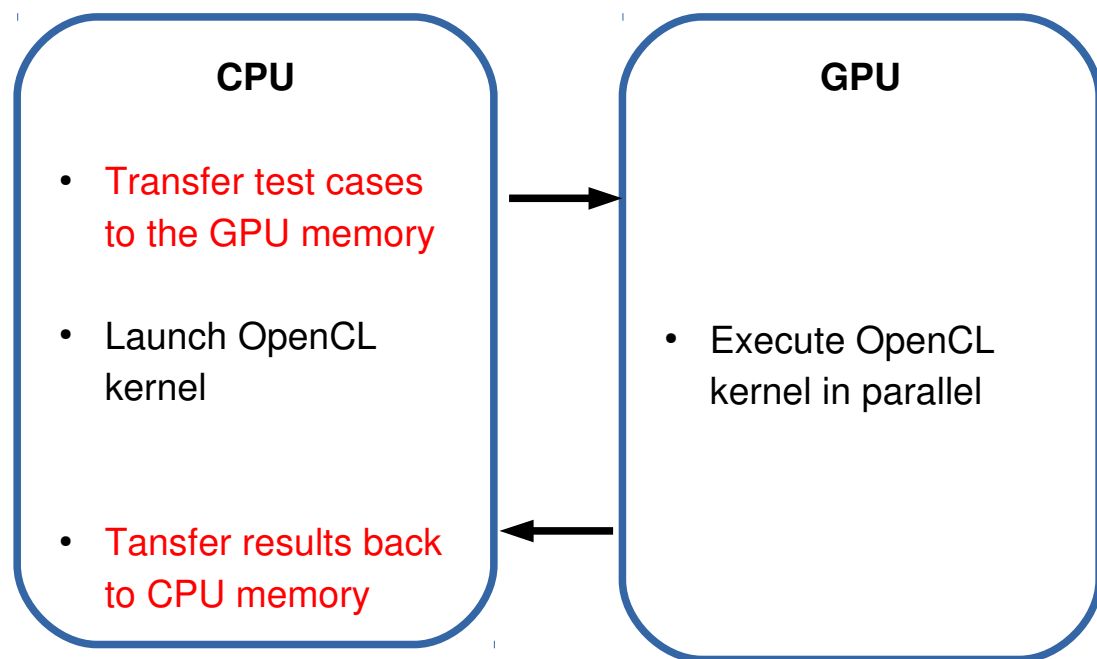 CPU
• Transfer test cases
to the GPU memory
• Launch OpenCL
kernel
• Tansfer results back
to CPU memory
GPU
• Execute OpenCL
kernel in parallel